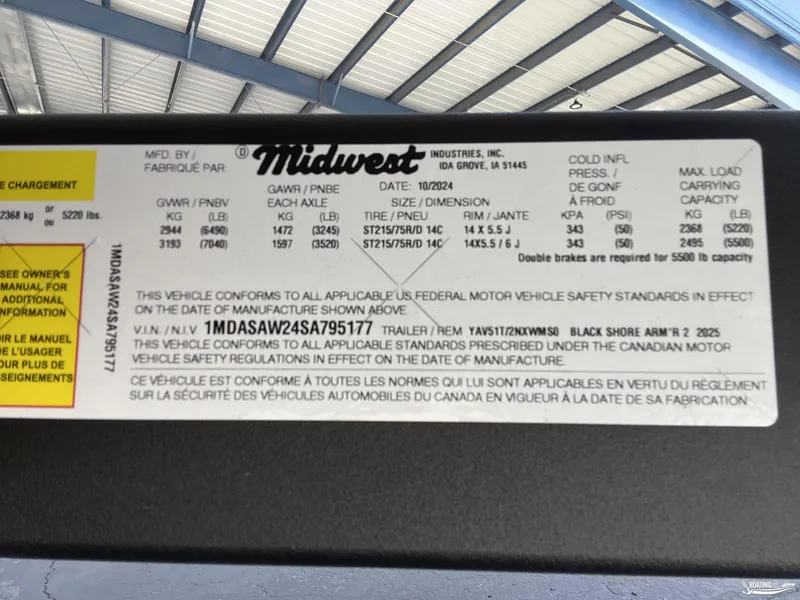 E CHARGEMENT
2368 kg or ou 5220 lbs.
SEE OWNER'S
MANUAL FOR
ADDITIONAL
INFORMATION
IR LE MANUEL
DE L'USAGER
OUR PLUS DE
SEIGNEMENTS
1MDASAW24SA795177
MFD. BY / FABRIQUÉ PAR: Midwest INDUSTRIES, INC.
IDA GROVE, IA 51445
DATE: 10/2024
GVWR / PNBV GAWR / PNBE EACH AXLE SIZE / DIMENSION TIRE / PNEU RIM / JANTE COLD INFL PRESS. / DE GONF À FROID MAX. LOAD CARRYING CAPACITY
KG (LB) KG (LB) KPA (PSI) KG (LB)
2944 (6490) 1472 (3245) ST215/75R/D 14C 14 X 5.5 J 343 (50) 2368 (5220)
3193 (7040) 1597 (3520) ST215/75R/D 14C 14X5.5 / 6 J 343 (50) 2495 (5500)
Double brakes are required for 5500 lb capacity
THIS VEHICLE CONFORMS TO ALL APPLICABLE US FEDERAL MOTOR VEHICLE SAFETY STANDARDS IN EFFECT
ON THE DATE OF MANUFACTURE SHOWN ABOVE.
V.I.N. / N.I.V. 1MDASAW24SA795177 TRAILER / REM YAV51T/2NXWMS0 BLACK SHORE ARM'R 2 2025
THIS VEHICLE CONFORMS TO ALL APPLICABLE STANDARDS PRESCRIBED UNDER THE CANADIAN MOTOR
VEHICLE SAFETY REGULATIONS IN EFFECT ON THE DATE OF MANUFACTURE.
CE VÉHICULE EST CONFORME À TOUTES LES NORMES QUI LUI SONT APPLICABLES EN VERTU DU RÈGLEMENT
SUR LA SÉCURITÉ DES VÉHICULES AUTOMOBILES DU CANADA EN VIGUEUR À LA DATE DE SA FABRICATION
BOATING